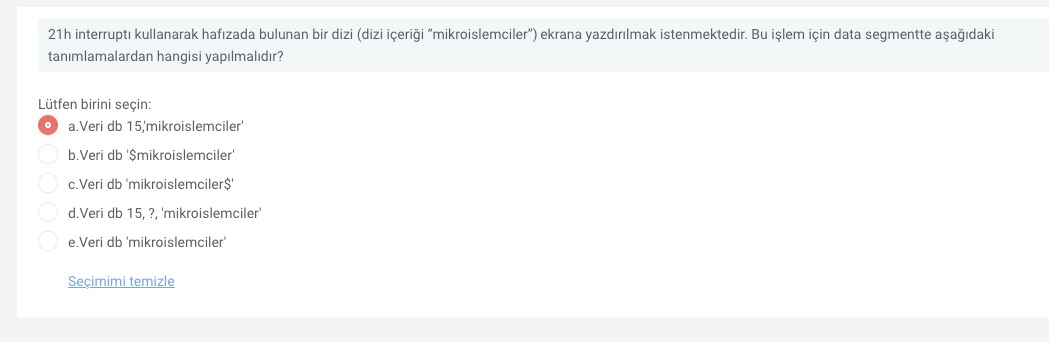 21h interruptı kullanarak hafızada bulunan bir dizi (dizi içeriği “mikroislemciler”) ekrana yazdırılmak istenmektedir. Bu işlem için data segmentte aşağıdaki
tanımlamalardan hangisi yapılmalıdır?
Lütfen birini seçin:
a.Veri db 15,'mikroislemciler'
b.Veri db '$mikroislemciler'
c.Veri db 'mikroislemciler$'
d.Veri db 15, ?, 'mikroislemciler'
e.Veri db 'mikroislemciler'
Seçimimi temizle